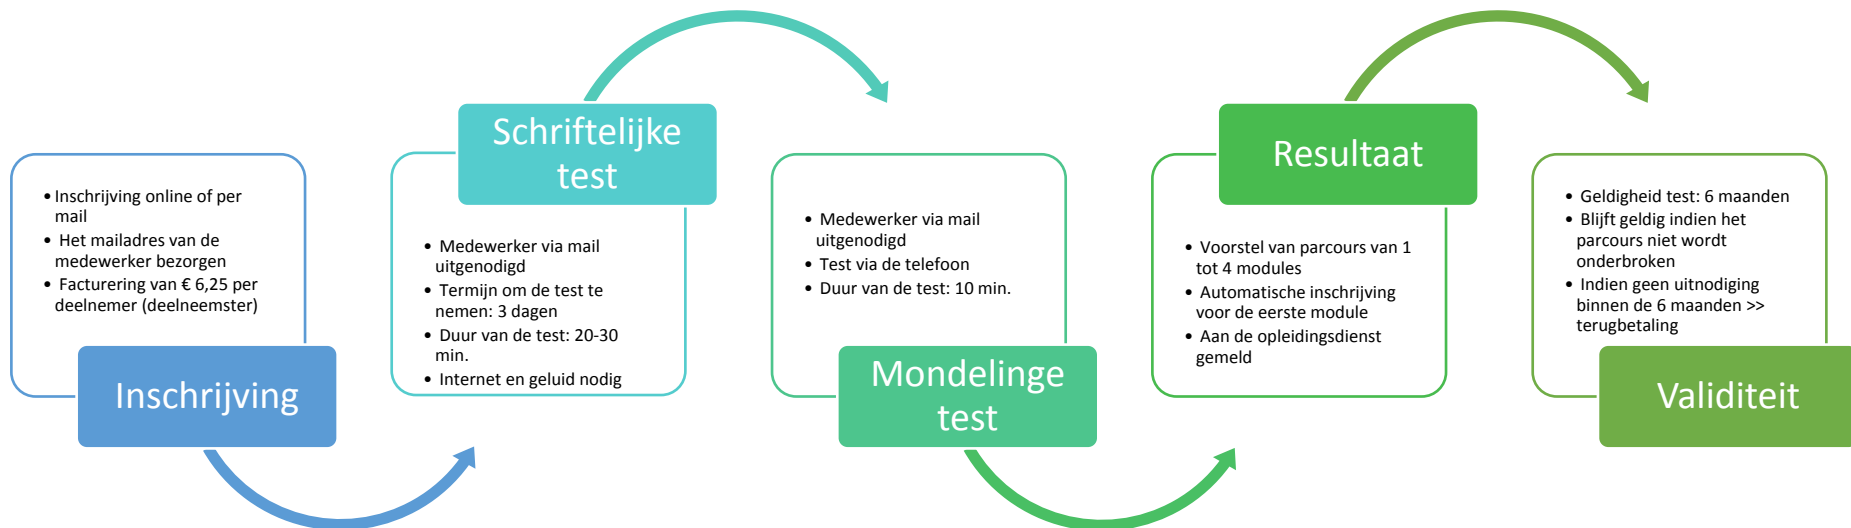 • Inschrijving online of per
mail
• Het mailadres van de
medewerker bezorgen
• Facturering van € 6,25 per
deelnemer (deelneemster)
Inschrijving
Schriftelijke
test
• Medewerker via mail
uitgenodigd
• Termijn om de test te
nemen: 3 dagen
• Duur van de test: 20-30
min.
• Internet en geluid nodig
• Medewerker via mail
uitgenodigd
• Test via de telefoon
• Duur van de test: 10 min.
Mondelinge
test
Resultaat
• Voorstel van parcours van 1
tot 4 modules
• Automatische inschrijving
voor de eerste module
• Aan de opleidingsdienst
gemeld
• Geldigheid test: 6 maanden
• Blijft geldig indien het
parcours niet wordt
onderbroken
• Indien geen uitnodiging
binnen de 6 maanden >>
terugbetaling
Validiteit